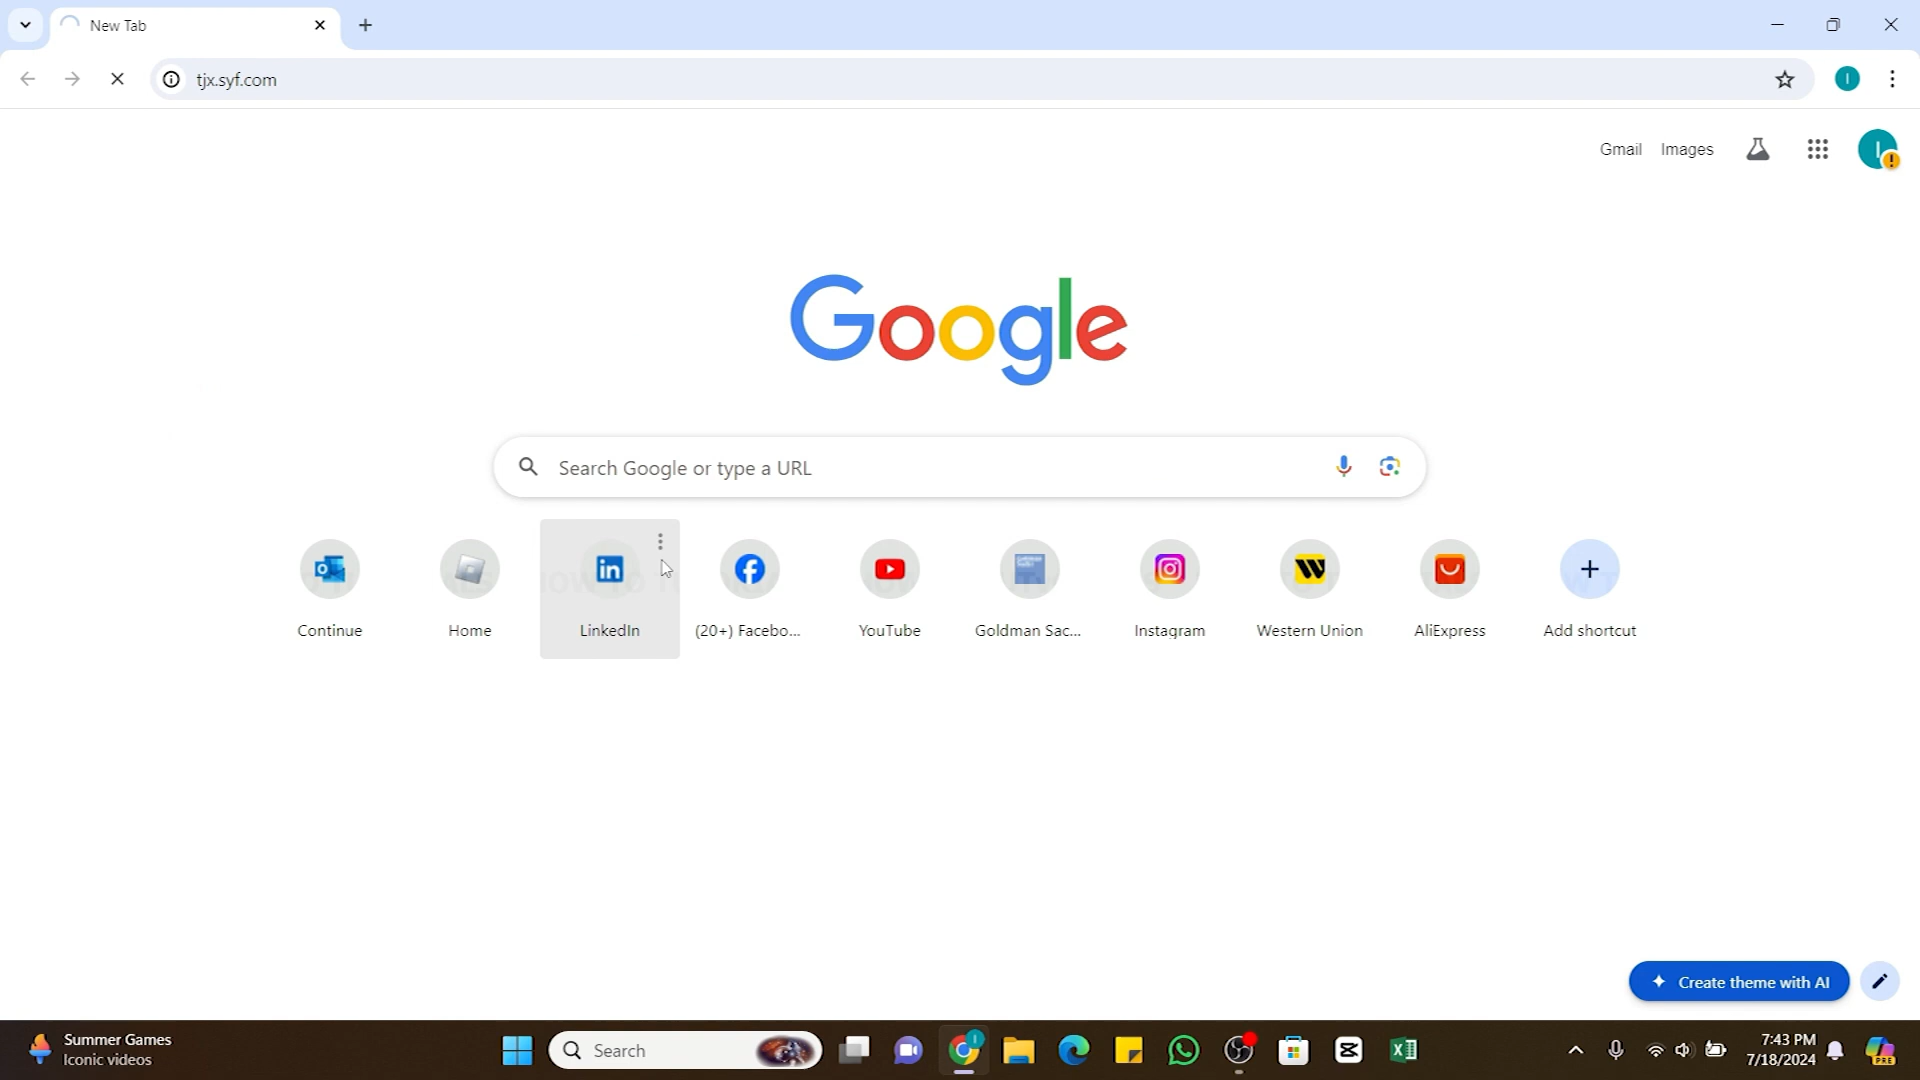 New Tab
tjx.syf.com
Gmail Images
Google
Search Google or type a URL
Continue
Home
LinkedIn
(20+) Facebo...
YouTube
Goldman Sac...
Instagram
Western Union
AliExpress
Add shortcut
Create theme with AI
Summer Games
Iconic videos
Search
7:43 PM
7/18/2024